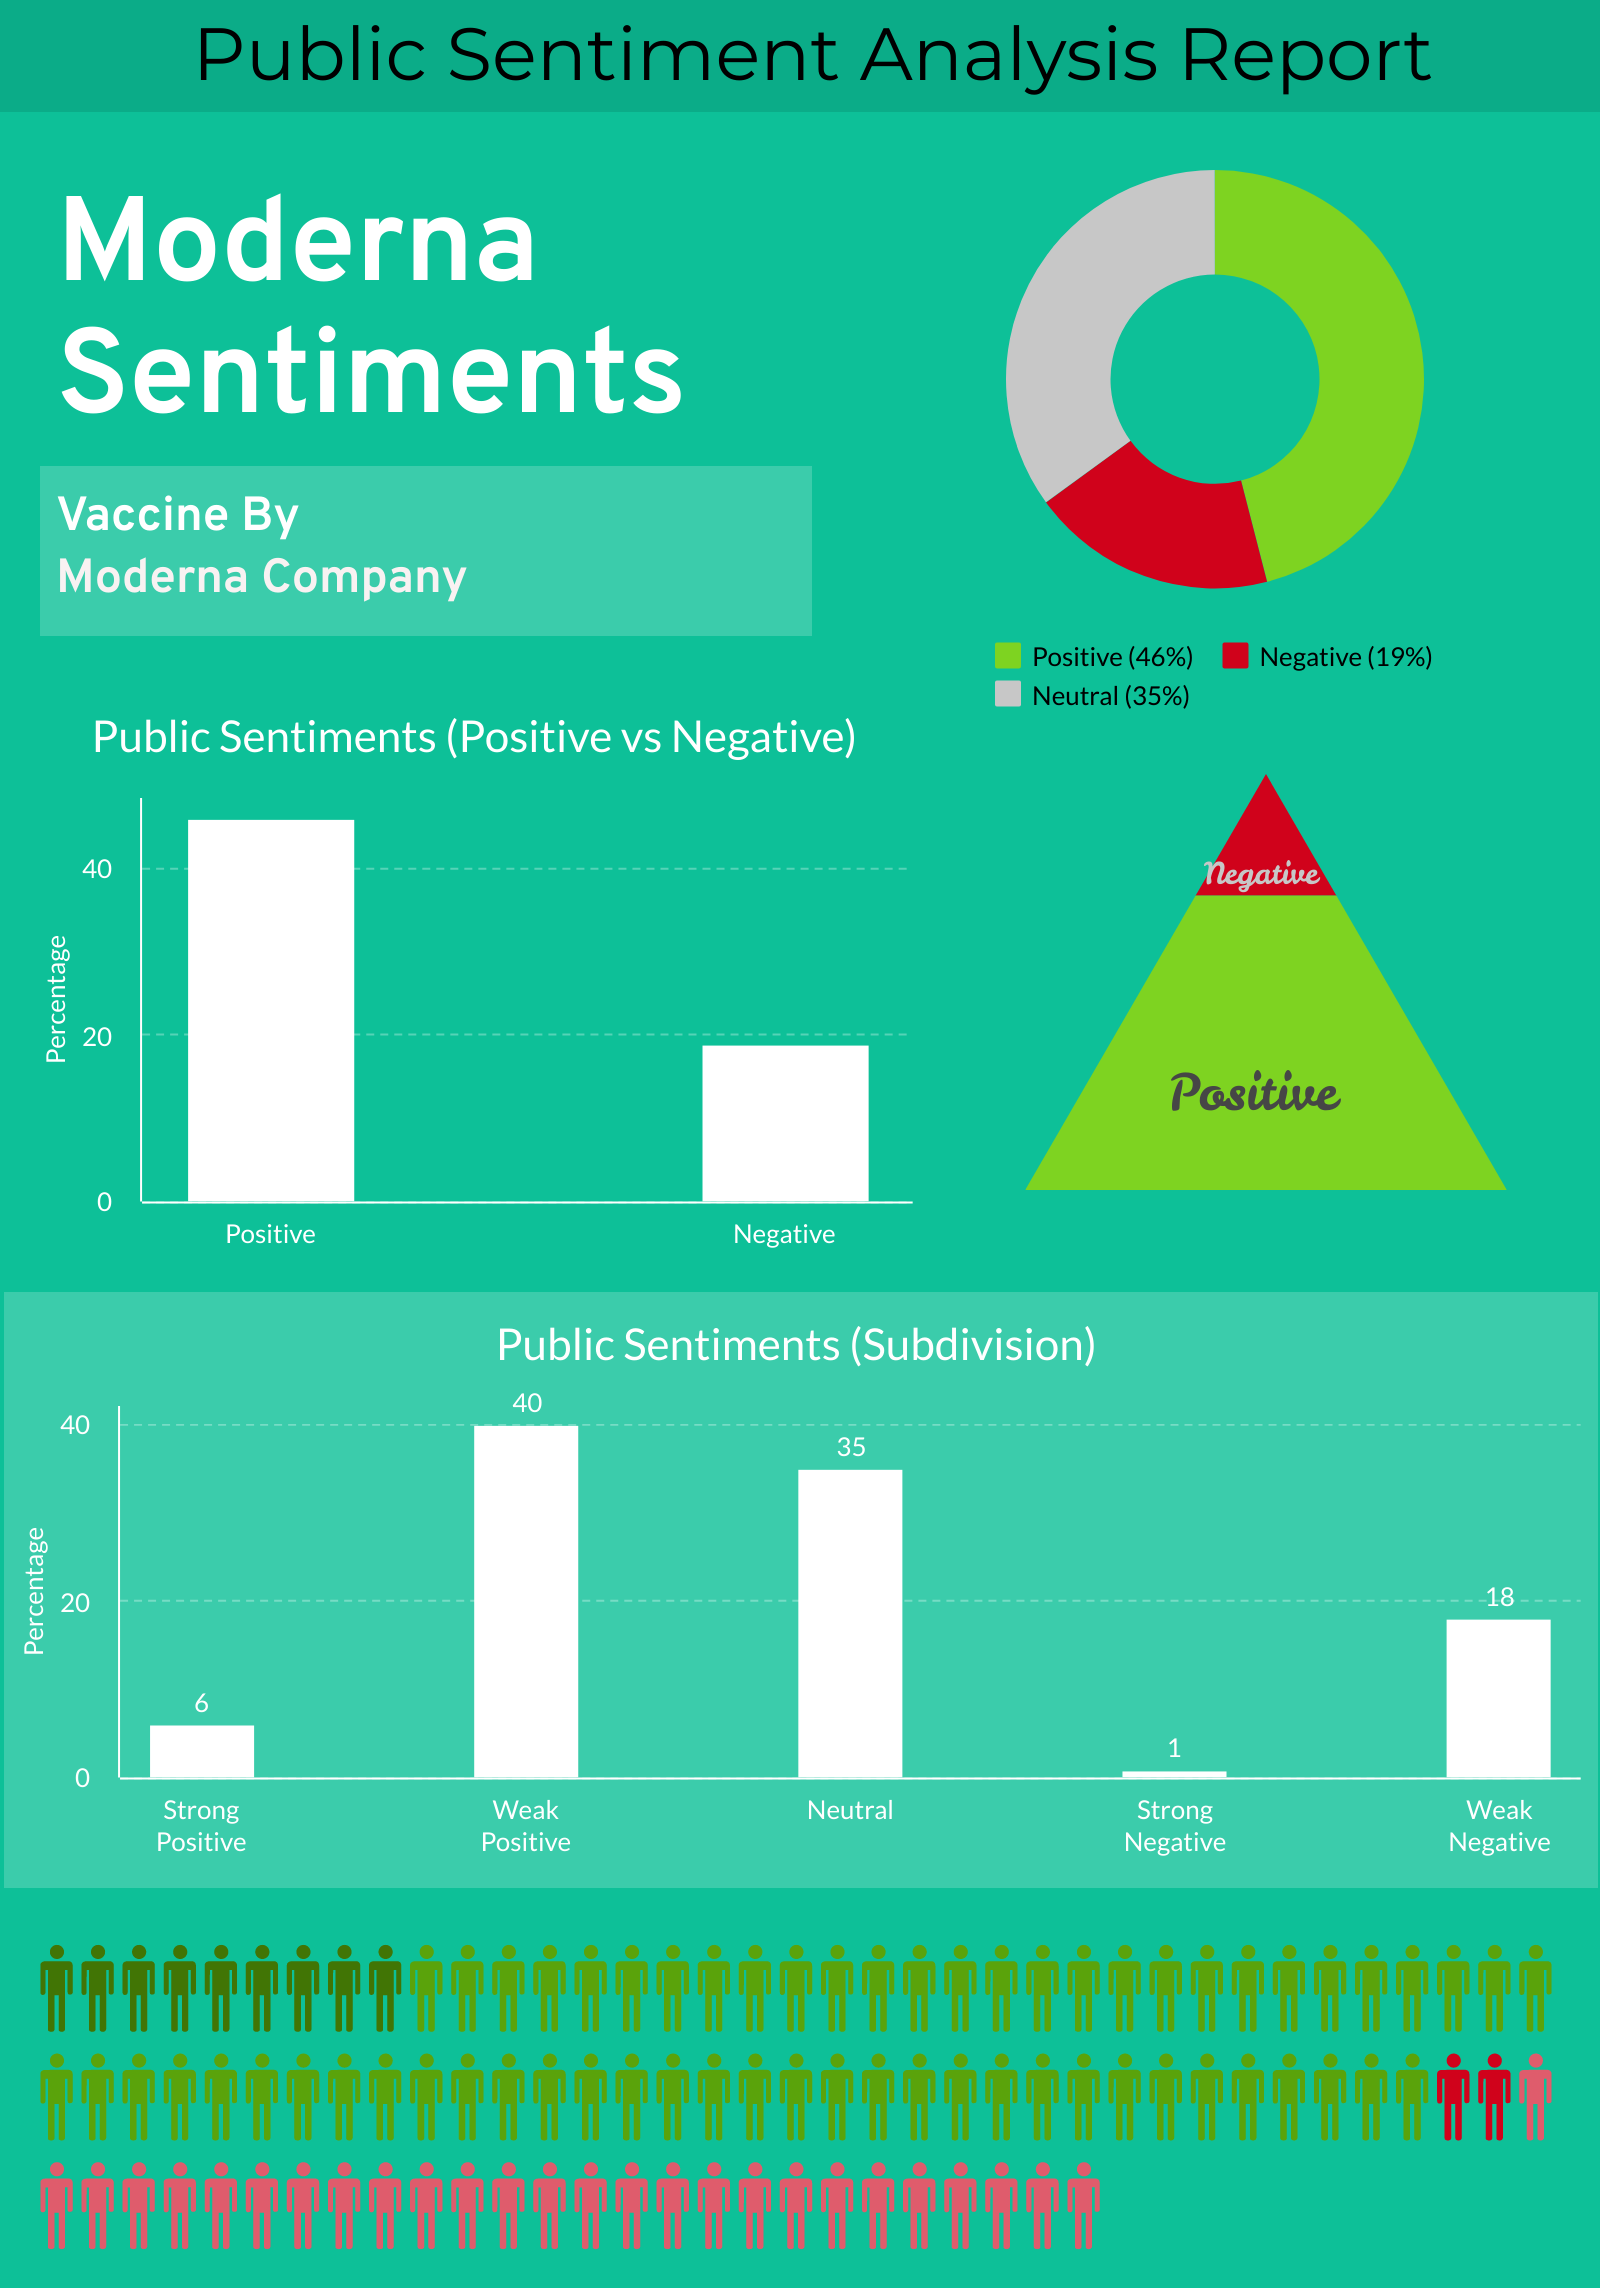 Public Sentiment Analysis Report
Moderna
Sentiments
Vaccine By
Moderna Company
Positive (46%)
Negative (19%)
Neutral (35%)
Public Sentiments (Positive vs Negative)
Percentage
40
20
0
Positive
Negative
Negative
Positive
Public Sentiments (Subdivision)
Percentage
40
20
0
6
40
35
1
18
Strong
Positive
Weak
Positive
Neutral
Strong
Negative
Weak
Negative